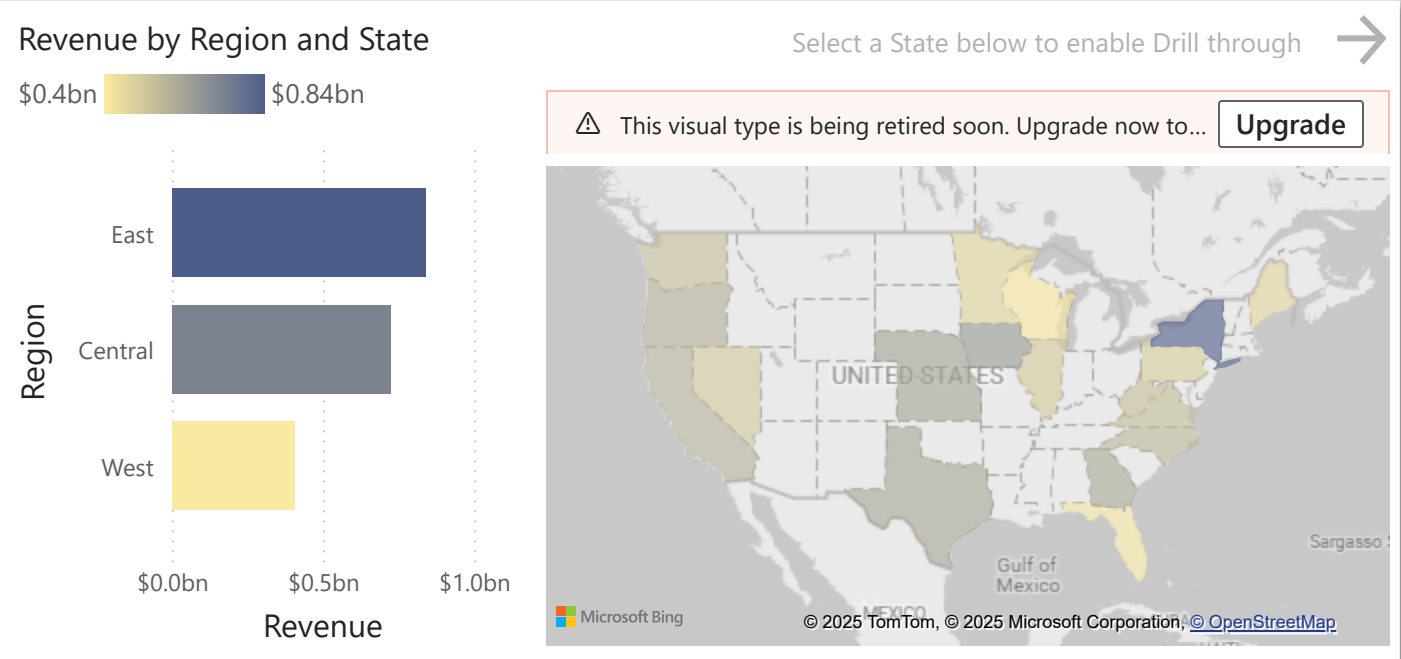 Revenue by Region and State
Select a State below to enable Drill through
$0.4bn $0.84bn
This visual type is being retired soon. Upgrade now to... Upgrade
East
Central
West
Region
$0.0bn $0.5bn $1.0bn
Revenue
UNITED STATES
Sargasso
Gulf of
Mexico
MEXICO
Microsoft Bing
© 2025 TomTom, © 2025 Microsoft Corporation, © OpenStreetMap